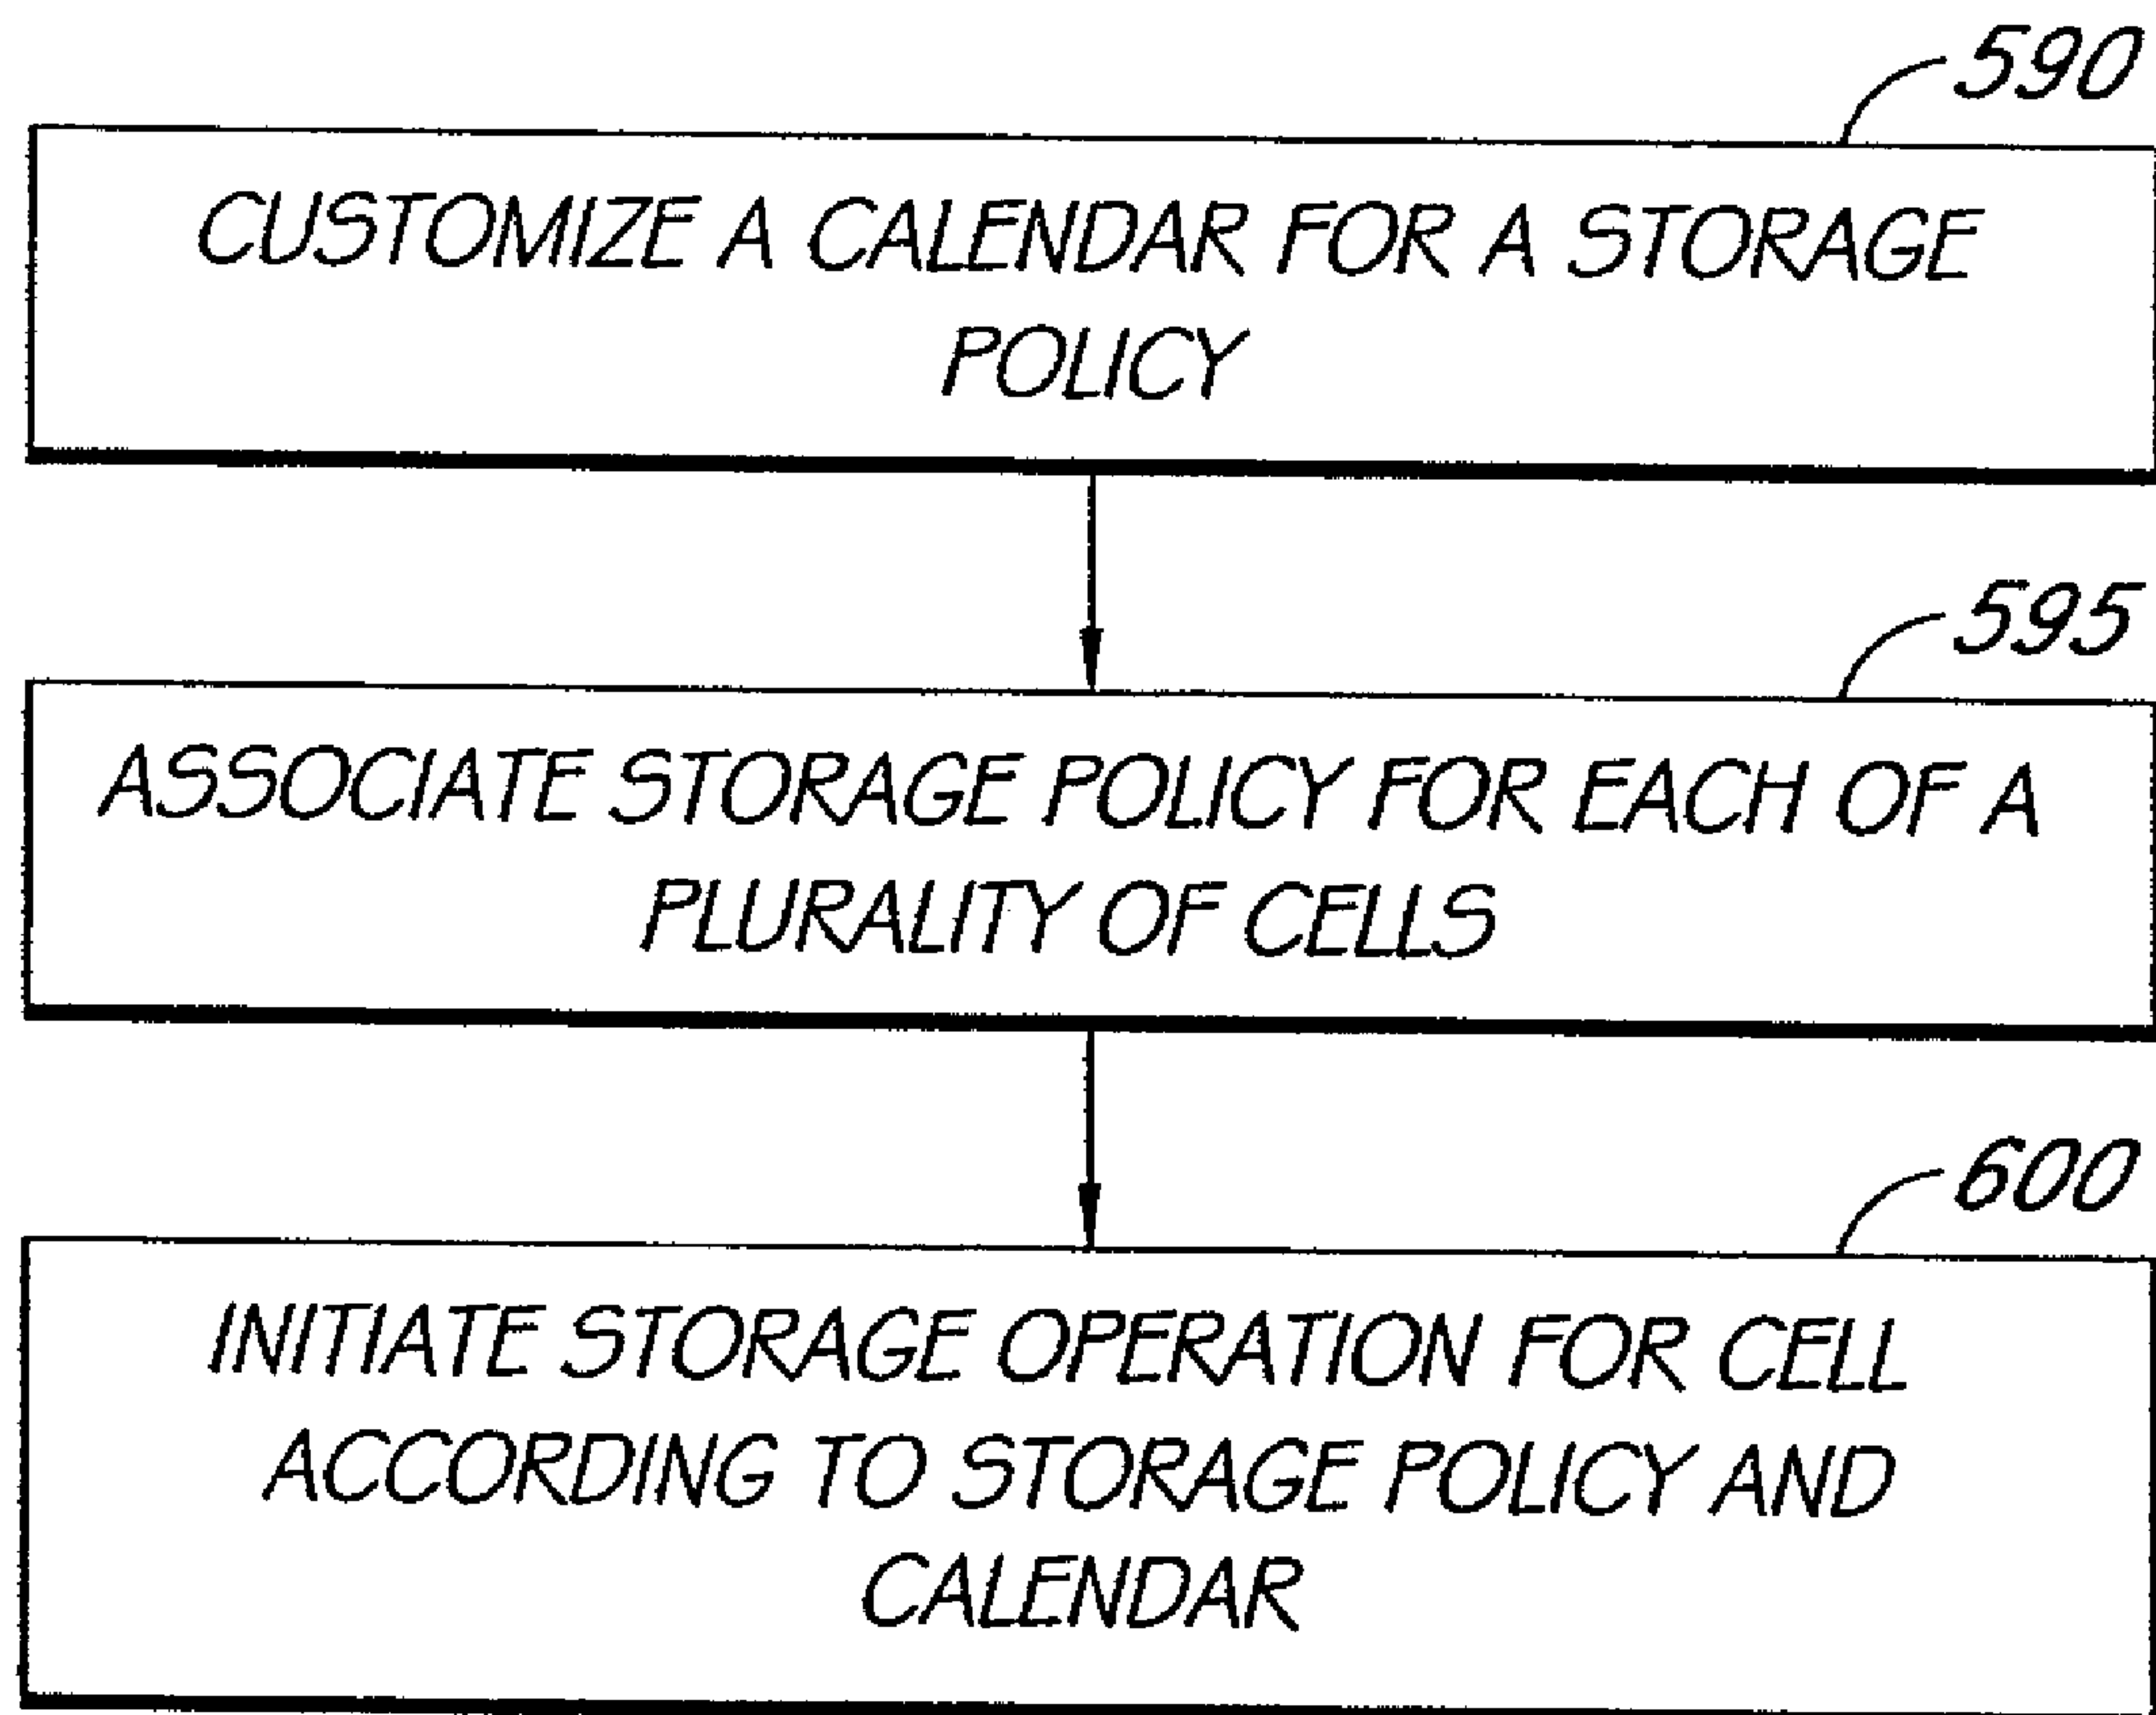 590
CUSTOMIZE A CALENDAR FOR A STORAGE
POLICY
595
ASSOCIATE STORAGE POLICY FOR EACH OF A
PLURALITY OF CELLS
600
INITIATE STORAGE OPERATION FOR CELL
ACCORDING TO STORAGE POLICY AND
CALENDAR